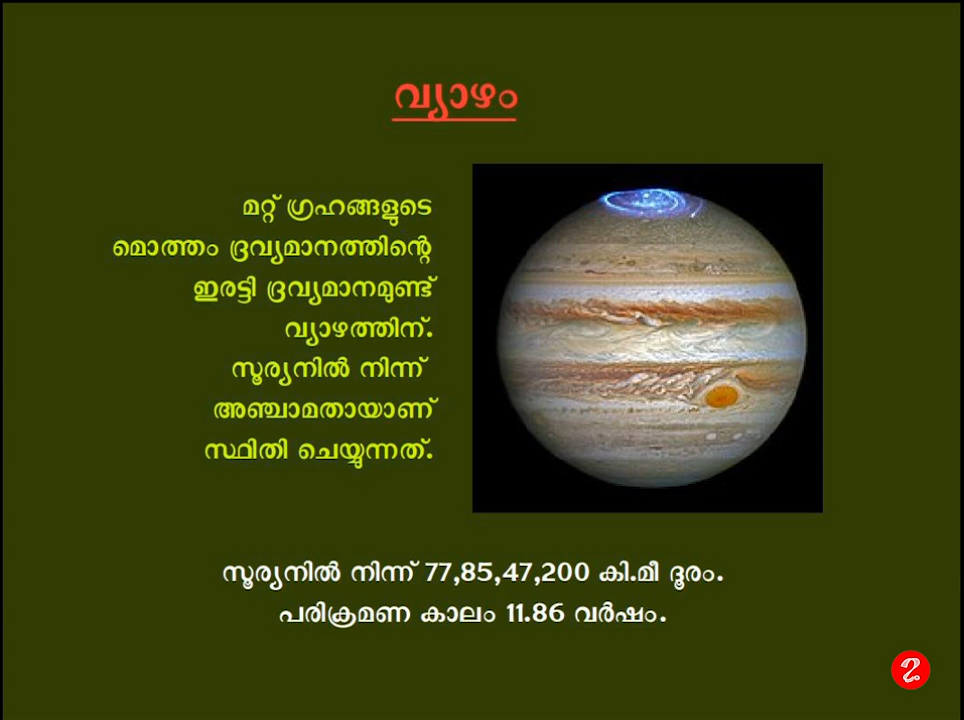 വ്യാഴം
മറ്റ് ഗ്രഹങ്ങളുടെ
മൊത്തം ദ്രവ്യമാനത്തിന്റെ
ഇരട്ടി ദ്രവ്യമാനമുണ്ട്
വ്യാഴത്തിന്.
സൂര്യനിൽ നിന്ന്
അഞ്ചാമതായാണ്
സ്ഥിതി ചെയ്യുന്നത്.
സൂര്യനിൽ നിന്ന് 77,85,47,200 കി.മീ ദൂരം.
പരിക്രമണ കാലം 11.86 വർഷം.